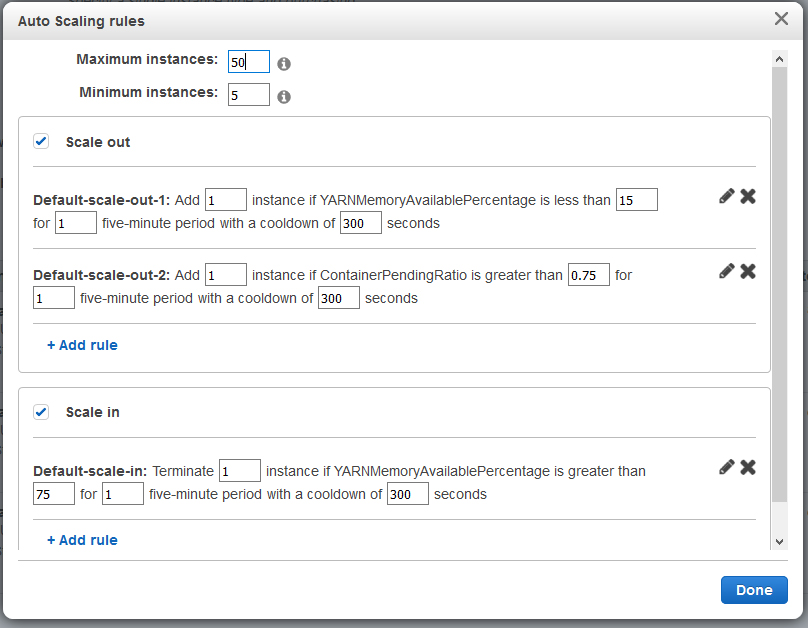 Auto Scaling rules
Maximum instances: 50
Minimum instances: 5
Scale out
Default-scale-out-1: Add 1 instance if YARNMemoryAvailablePercentage is less than 15
for 1 five-minute period with a cooldown of 300 seconds
Default-scale-out-2: Add 1 instance if ContainerPendingRatio is greater than 0.75 for
1 five-minute period with a cooldown of 300 seconds
+ Add rule
Scale in
Default-scale-in: Terminate 1 instance if YARNMemoryAvailablePercentage is greater than
75 for 1 five-minute period with a cooldown of 300 seconds
+ Add rule
Done